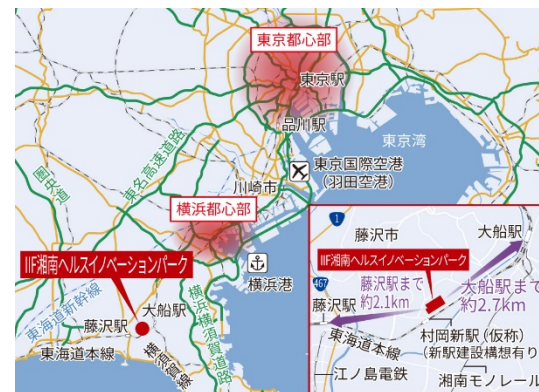 東京都心部
東京駅
品川駅
東京湾
東名高速道路
圏央道
東京国際空港
(羽田空港)
川崎市
横浜都心部
IIF湘南ヘルスイノベーションパーク
横浜港
大船駅
東海道新幹線
藤沢駅
東海道本線
横須賀線
横浜横須賀道路
1
大船駅
藤沢市
IIF湘南ヘルスイノベーションパーク
467
藤沢駅まで
約2.1km
大船駅まで
約2.7km
藤沢駅
東海道本線
村岡新駅(仮称)
(新駅建設構想有り)
江ノ島電鉄
湘南モノレール